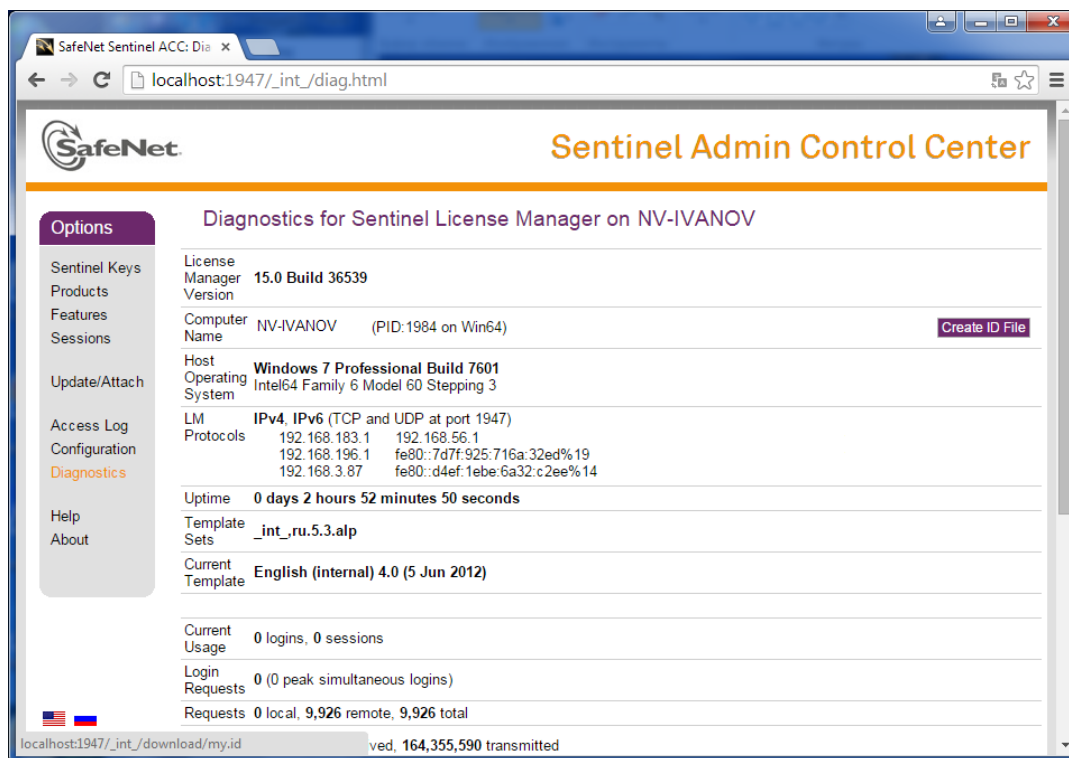 SafeNet Sentinel ACC: Dia
localhost:1947/_int_/diag.html
SafeNet.
Sentinel Admin Control Center
Options
Sentinel Keys
Products
Features
Sessions
Update/Attach
Access Log
Configuration
Diagnostics
Help
About
Diagnostics for Sentinel License Manager on NV-IVANOV
License
Manager 15.0 Build 36539
Version
Computer NV-IVANOV (PID:1984 on Win64) Create ID File
Name
Host
Operating Windows 7 Professional Build 7601
System Intel64 Family 6 Model 60 Stepping 3
LM IPv4, IPv6 (TCP and UDP at port 1947)
Protocols 192.168.183.1 192.168.56.1
192.168.196.1 fe80::7d7f:925:716a:32ed%19
192.168.3.87 fe80::d4ef:1ebe:6a32:c2ee%14
Uptime 0 days 2 hours 52 minutes 50 seconds
Template
Sets _int_,ru.5.3.alp
Current
Template English (internal) 4.0 (5 Jun 2012)
Current
Usage 0 logins, 0 sessions
Login
Requests 0 (0 peak simultaneous logins)
Requests 0 local, 9,926 remote, 9,926 total
localhost:1947/_int_/download/my.id
ved, 164,355,590 transmitted